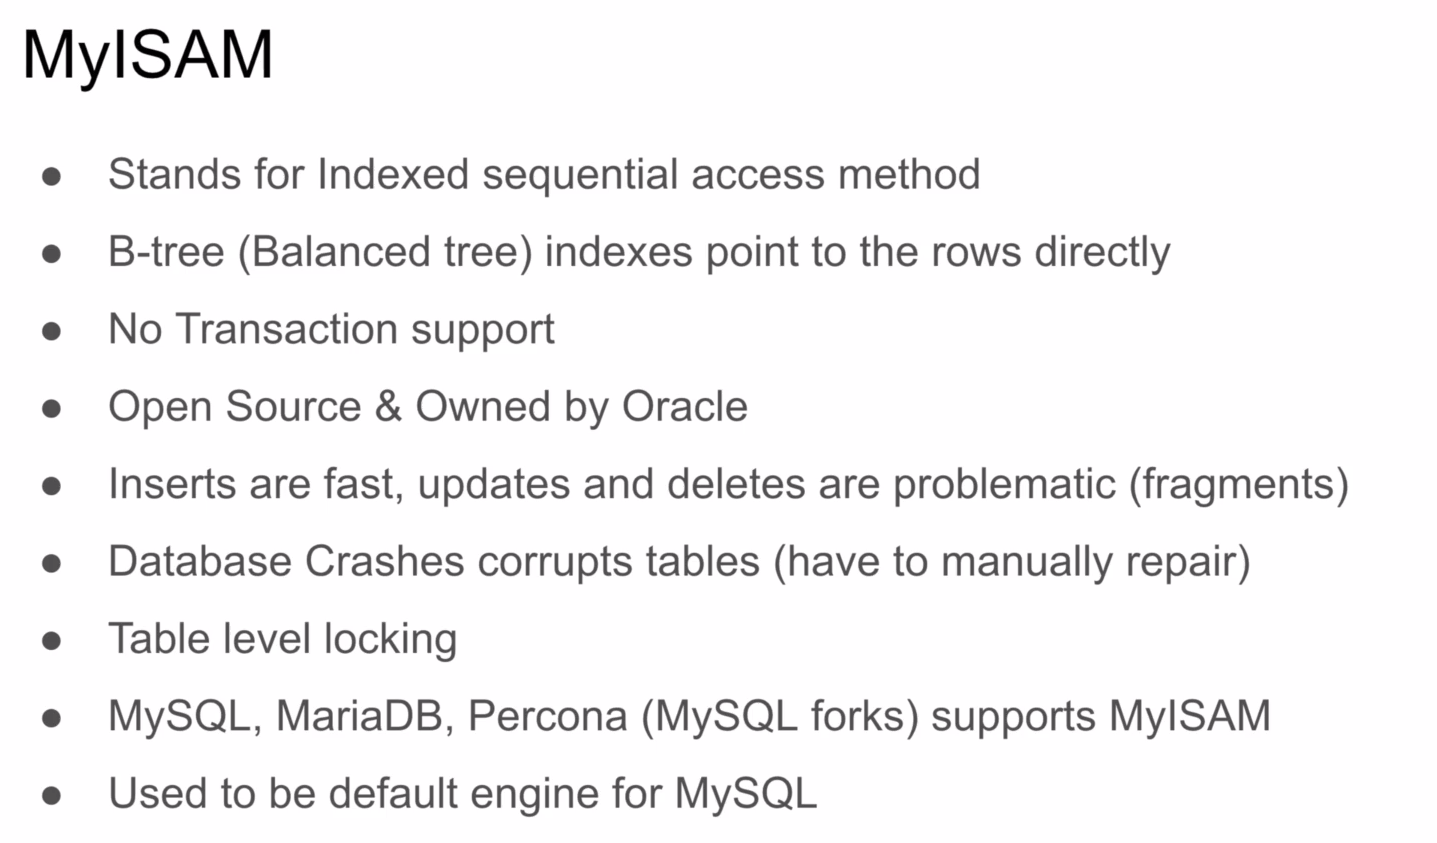 MyISAM
● Stands for Indexed sequential access method
● B-tree (Balanced tree) indexes point to the rows directly
● No Transaction support
● Open Source & Owned by Oracle
● Inserts are fast, updates and deletes are problematic (fragments)
● Database Crashes corrupts tables (have to manually repair)
● Table level locking
● MySQL, MariaDB, Percona (MySQL forks) supports MyISAM
● Used to be default engine for MySQL